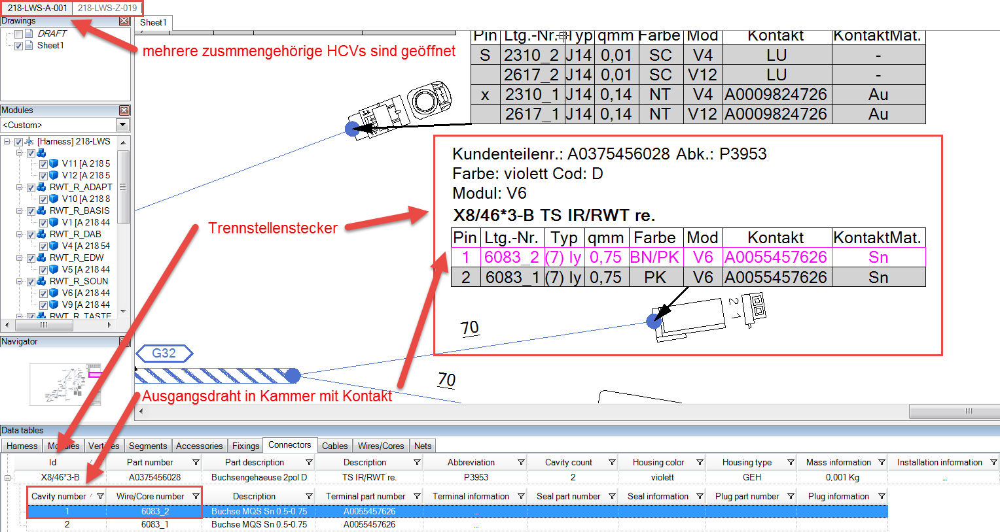 218-LWS-A-001 218-LWS-Z-019
Drawings
DRAFT
Sheet1
Sheet1
mehrere zusmmengehörige HCVs sind geöffnet
Pin Ltg.-Nr. Typ qmm Farbe Mod Kontakt KontaktMat.
S 2310_2 J14 0,01 SC V4 LU -
2617_2 J14 0,01 SC V12 LU -
x 2310_1 J14 0,14 NT V4 A0009824726 Au
2617_1 J14 0,14 NT V12 A0009824726 Au
Modules
<Custom>
[Harness] 218-LWS
V11 [A 218 5
V12 [A 218 5
RWT_R_ADAPT
V10 [A 218 8
RWT_R_BASIS
V1 [A 218 44
RWT_R_DAB
V4 [A 218 54
RWT_R_EDW
V5 [A 218 44
RWT_R_SOUN
V6 [A 218 44
V9 [A 218 44
RWT_R_TASTE
Kundenteilenr.: A0375456028 Abk.: P3953
Farbe: violett Cod: D
Modul: V6
X8/46*3-B TS IR/RWT re.
Trennstellenstecker
Pin Ltg.-Nr. Typ qmm Farbe Mod Kontakt KontaktMat.
1 6083_2 (7) ly 0,75 BN/PK V6 A0055457626 Sn
2 6083_1 (7) ly 0,75 PK V6 A0055457626 Sn
2 1
70
G32
70
Navigator
Ausgangsdraht in Kammer mit Kontakt
Data tables
Harness Modules Vertices Segments Accessories Fixings Connectors Cables Wires/Cores Nets
Id Part number Part description Description Abbreviation Cavity count Housing color Housing type Mass information Installation information
X8/46*3-B A0375456028 Buchsengehaeuse 2pol D TS IR/RWT re. P3953 2 violett GEH 0,001 Kg ...
Cavity number Wire/Core number Description Terminal part number Terminal information Seal part number Seal information Plug part number Plug information
1 6083_2 Buchse MQS Sn 0.5-0.75 A0055457626 ...
2 6083_1 Buchse MQS Sn 0.5-0.75 A0055457626 ...